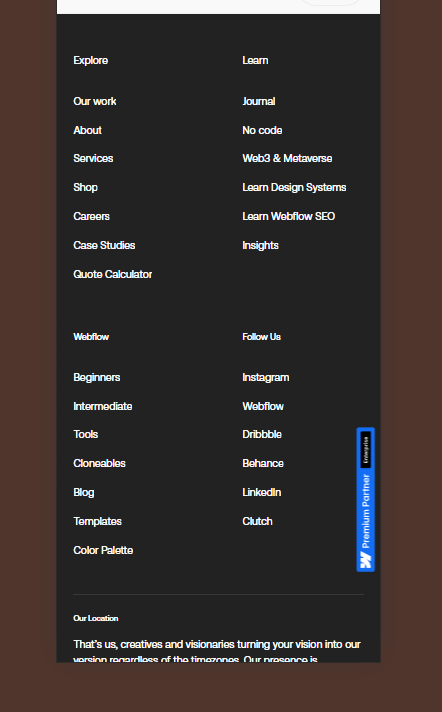 Explore
Our work
About
Services
Shop
Careers
Case Studies
Quote Calculator
Learn
Journal
No code
Web3 & Metaverse
Learn Design Systems
Learn Webflow SEO
Insights
Webflow
Beginners
Intermediate
Tools
Cloneables
Blog
Templates
Color Palette
Follow Us
Instagram
Webflow
Dribbble
Behance
LinkedIn
Clutch
Premium Partner
Enterprise
Our Location
That's us, creatives and visionaries turning your vision into our
version regardless of the timezones. Our presence is